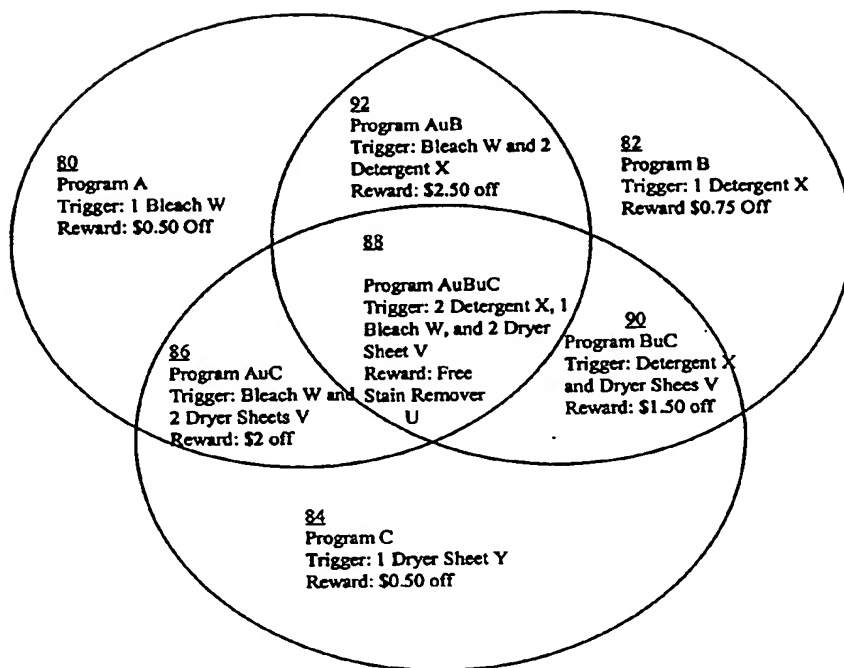 92
Program AuB
Trigger: Bleach W and 2
Detergent X
Reward: $2.50 off
80
Program A
Trigger: 1 Bleach W
Reward: $0.50 Off
82
Program B
Trigger: 1 Detergent X
Reward $0.75 Off
88
Program AuBuC
Trigger: 2 Detergent X, 1
Bleach W, and 2 Dryer
Sheet V
Reward: Free
Stain Remover
U
86
Program AuC
Trigger: Bleach W and
2 Dryer Sheets V
Reward: $2 off
90
Program BuC
Trigger: Detergent X
and Dryer Shees V
Reward: $1.50 off
84
Program C
Trigger: 1 Dryer Sheet Y
Reward: $0.50 off